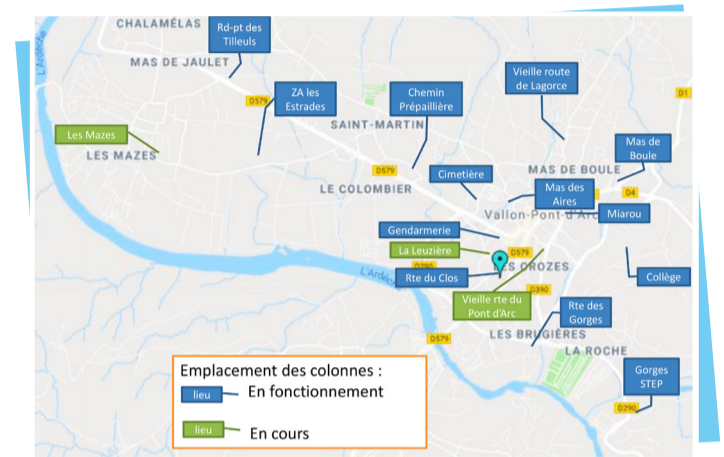 CHALAMÉLAS
Rd-pt des
Tilleuls
L'Ardèche
MAS DE JAULET
ZA les
Estrades
D579
Chemin
Prépaillière
Vieille route
de Lagorce
D1
SAINT-MARTIN
Les Mazes
LES MAZES
D579
LE COLOMBIER
Cimetière
MAS DE BOULE
Mas de
Boule
Mas des
Aires
D4
Vallon-Pont-d'Arc
Miarou
Gendarmerie
La Leuzière
D579
D290
L'Ardèche
Rte du Clos
LES CROZES
Collège
Vieille rte du
Pont d'Arc
D390
Rte des
Gorges
D579
LES BRUGIÈRES
LA ROCHE
Gorges
STEP
D290
Emplacement des colonnes :
lieu En fonctionnement
lieu En cours